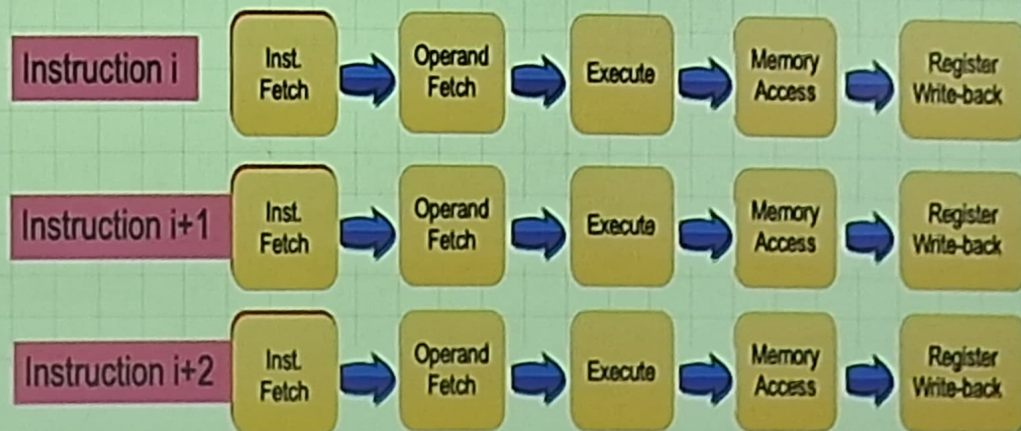 Instruction i
Inst.
Fetch
Operand
Fetch
Execute
Memory
Access
Register
Write-back
Instruction i+1
Inst.
Fetch
Operand
Fetch
Execute
Memory
Access
Register
Write-back
Instruction i+2
Inst.
Fetch
Operand
Fetch
Execute
Memory
Access
Register
Write-back